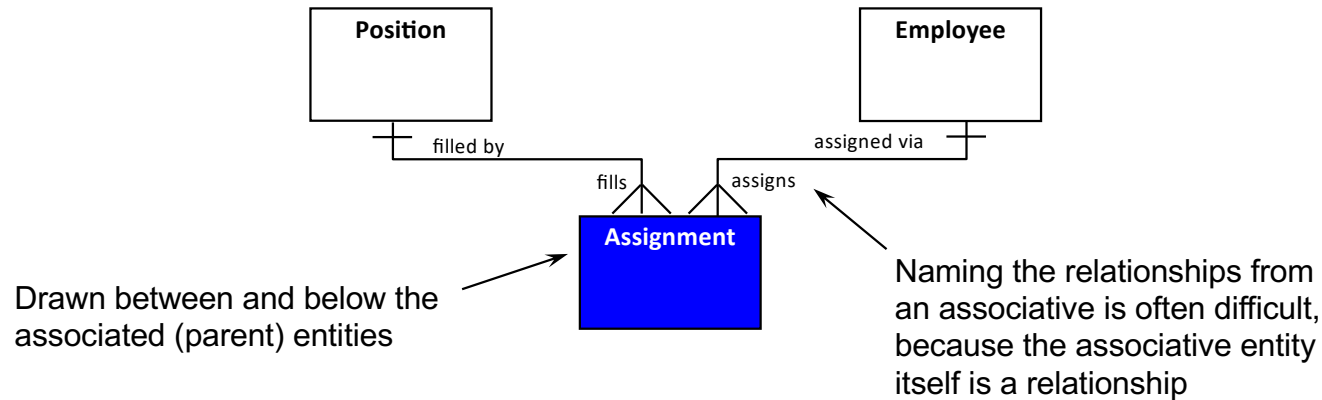 Position
Employee
filled by
assigned via
fills
assigns
Assignment
Drawn between and below the
associated (parent) entities
Naming the relationships from
an associative is often difficult,
because the associative entity
itself is a relationship